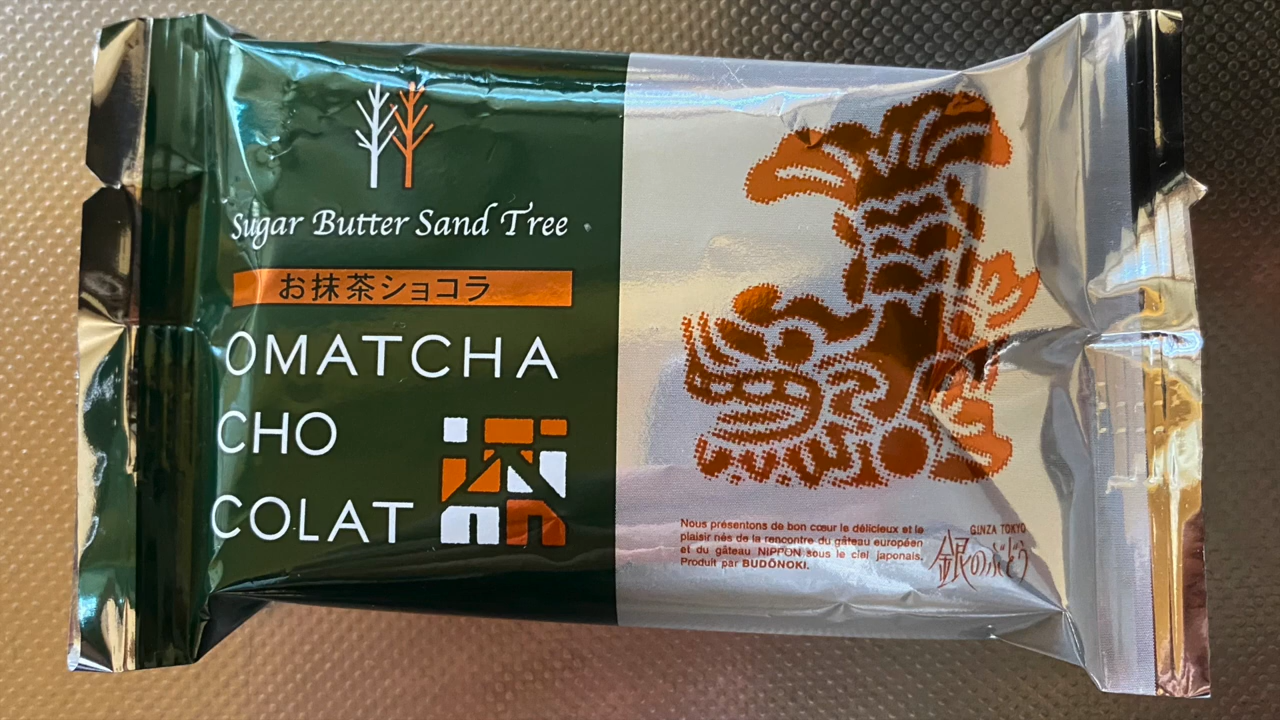 Sugar Butter Sand Tree
お抹茶ショコラ
OMATCHA
CHO
COLAT
茶
Nous présentons de bon cœur le délicieux et le
plaisir nés de la rencontre du gâteau européen
et du gâteau NIPPON sous le ciel japonais.
Produit par BUDŌNOKI.
GINZA TOKYO
銀のぶどう